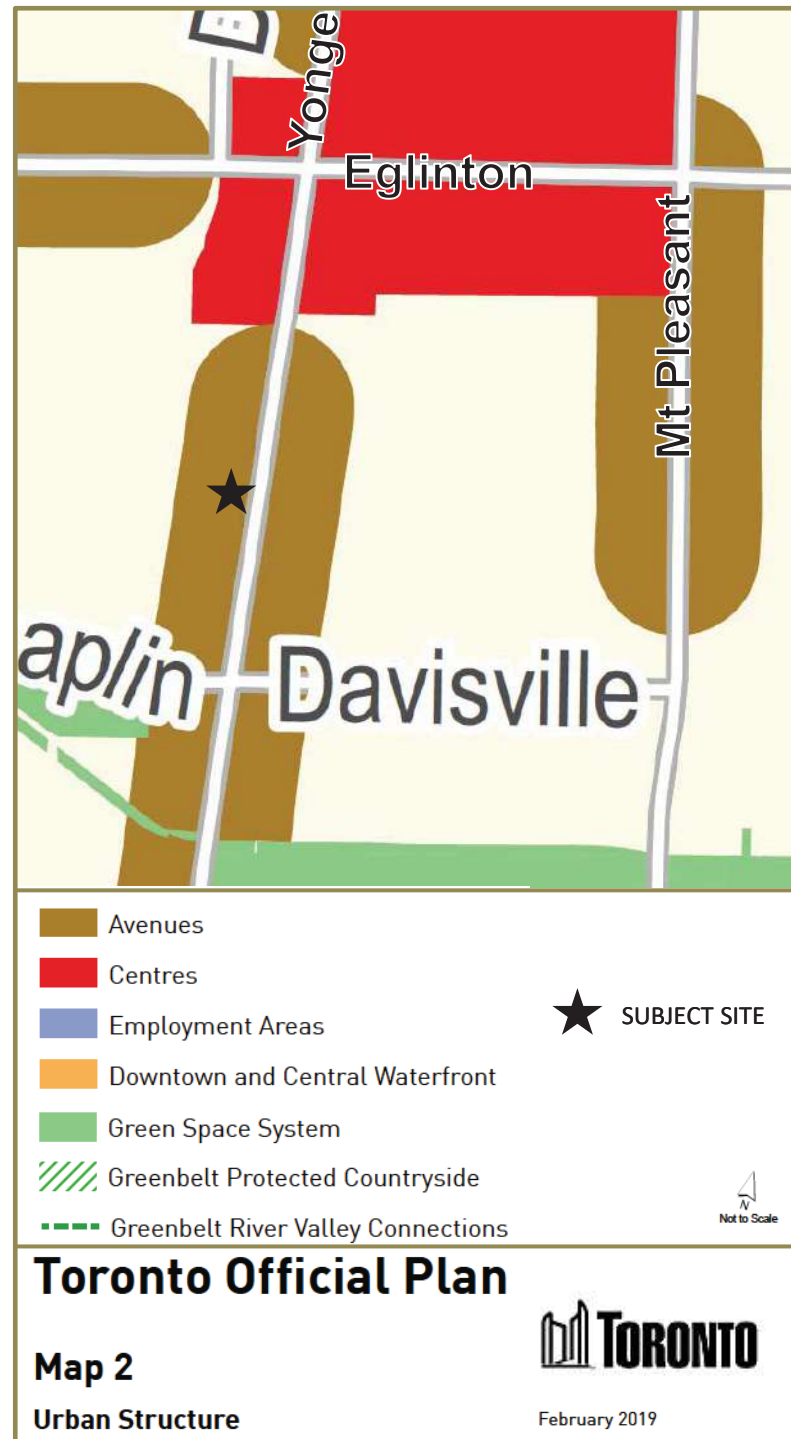 Yonge
Eglinton
Mt Pleasant
aplin
Davisville
Avenues
Centres
Employment Areas
SUBJECT SITE
Downtown and Central Waterfront
Green Space System
Greenbelt Protected Countryside
N
Not to Scale
Greenbelt River Valley Connections
Toronto Official Plan
TORONTO
Map 2
Urban Structure
February 2019